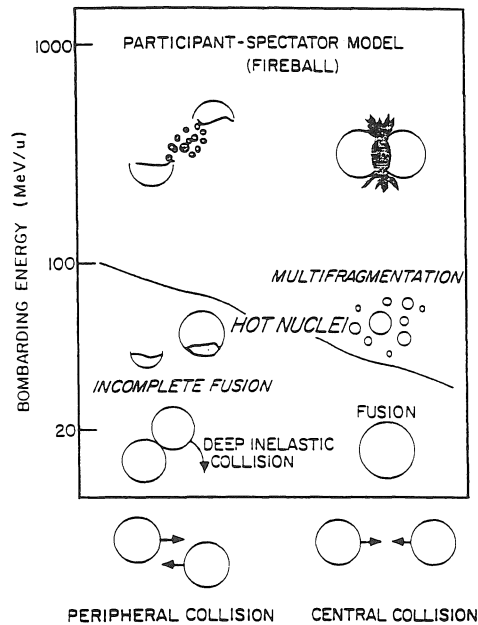 1000
PARTICIPANT-SPECTATOR MODEL
(FIREBALL)
BOMBARDING ENERGY (MeV/u)
100
MULTIFRAGMENTATION
HOT NUCLEI
INCOMPLETE FUSION
FUSION
20
DEEP INELASTIC
COLLISION
PERIPHERAL COLLISION
CENTRAL COLLISION